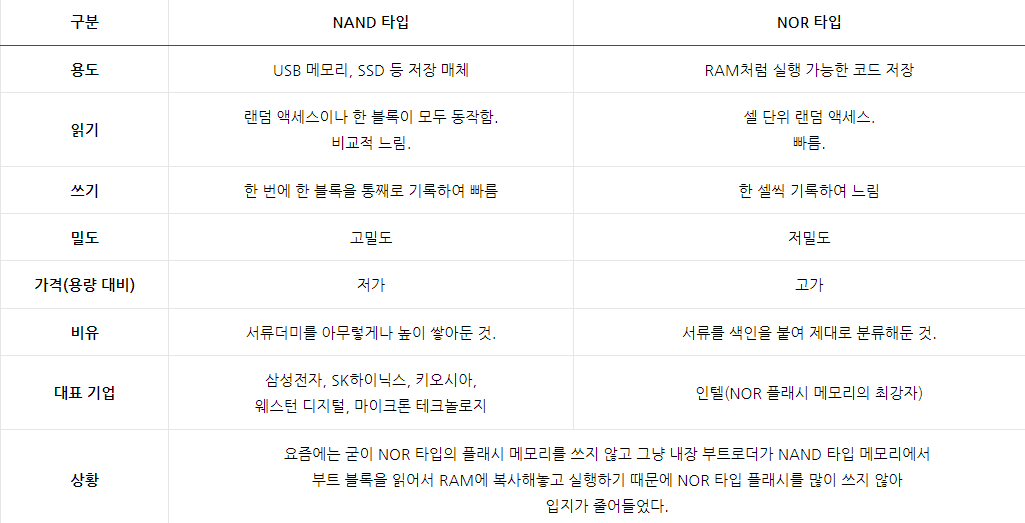 구분 NAND 타입 NOR 타입
용도 USB 메모리, SSD 등 저장 매체 RAM처럼 실행 가능한 코드 저장
읽기 랜덤 액세스이나 한 블록이 모두 동작함. 셀 단위 랜덤 액세스.
비교적 느림. 빠름.
쓰기 한 번에 한 블록을 통째로 기록하여 빠름 한 셀씩 기록하여 느림
밀도 고밀도 저밀도
가격(용량 대비) 저가 고가
비유 서류더미를 아무렇게나 높이 쌓아둔 것. 서류를 색인을 붙여 제대로 분류해둔 것.
대표 기업 삼성전자, SK하이닉스, 키오시아, 인텔(NOR 플래시 메모리의 최강자)
웨스턴 디지털, 마이크론 테크놀로지
상황 요즘에는 굳이 NOR 타입의 플래시 메모리를 쓰지 않고 그냥 내장 부트로더가 NAND 타입 메모리에서
부트 블록을 읽어서 RAM에 복사해놓고 실행하기 때문에 NOR 타입 플래시를 많이 쓰지 않아
입지가 줄어들었다.